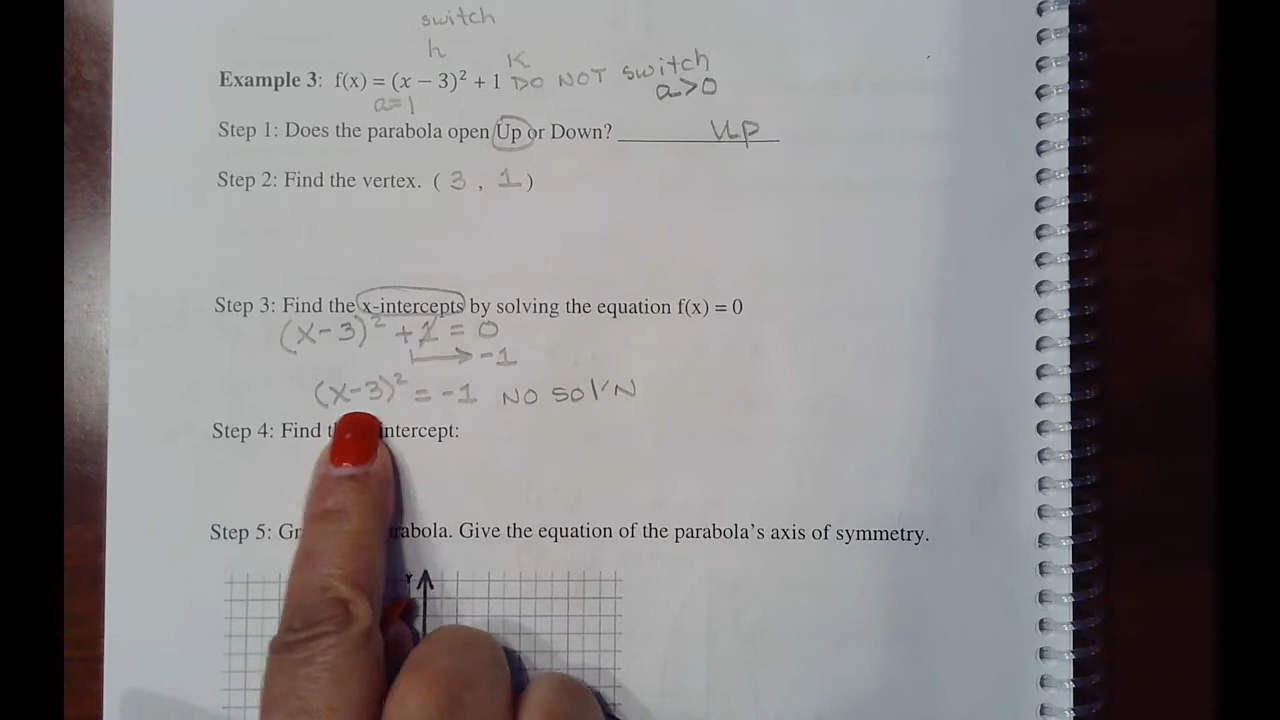 switch
h
K
Example 3: f(x) = (x − 3)² + 1 DO NOT switch
a=1 a>0
Step 1: Does the parabola open Up or Down? UP
Step 2: Find the vertex. ( 3 , 1 )
Step 3: Find the x-intercepts by solving the equation f(x) = 0
(x-3)² + 1 = 0
-1
(x-3)² = -1 NO SOL'N
Step 4: Find intercept:
Step 5: parabola. Give the equation of the parabola's axis of symmetry.
Y